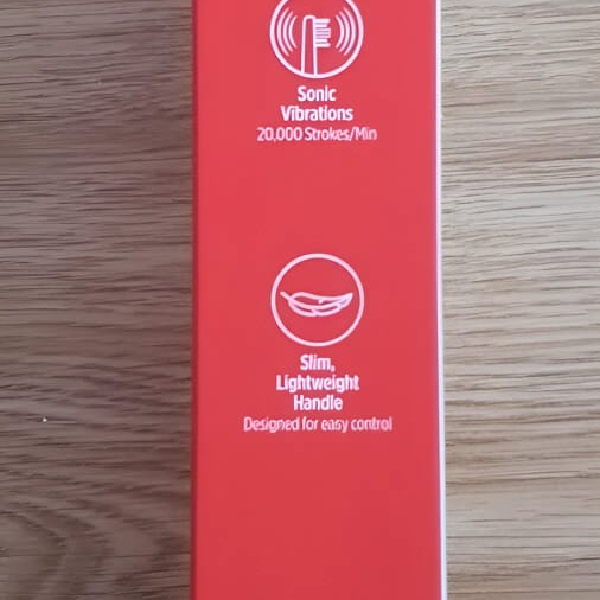 Sonic
Vibrations
20,000 Strokes/Min
Slim,
Lightweight
Handle
Designed for easy control